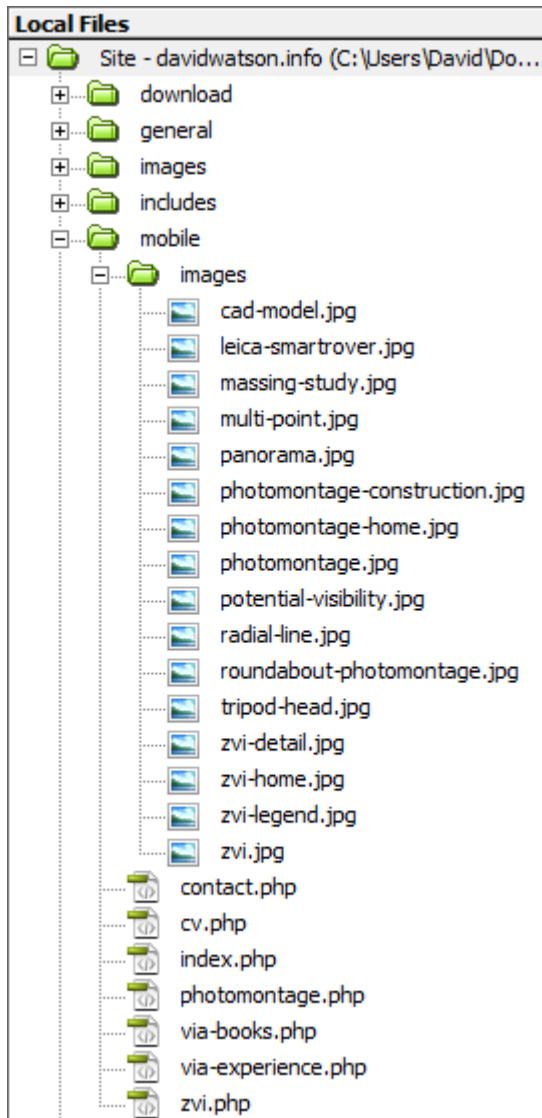 Local Files
Site - davidwatson.info (C:\Users\David\Do...
download
general
images
includes
mobile
images
cad-model.jpg
leica-smartrover.jpg
massing-study.jpg
multi-point.jpg
panorama.jpg
photomontage-construction.jpg
photomontage-home.jpg
photomontage.jpg
potential-visibility.jpg
radial-line.jpg
roundabout-photomontage.jpg
tripod-head.jpg
zvi-detail.jpg
zvi-home.jpg
zvi-legend.jpg
zvi.jpg
contact.php
cv.php
index.php
photomontage.php
via-books.php
via-experience.php
zvi.php